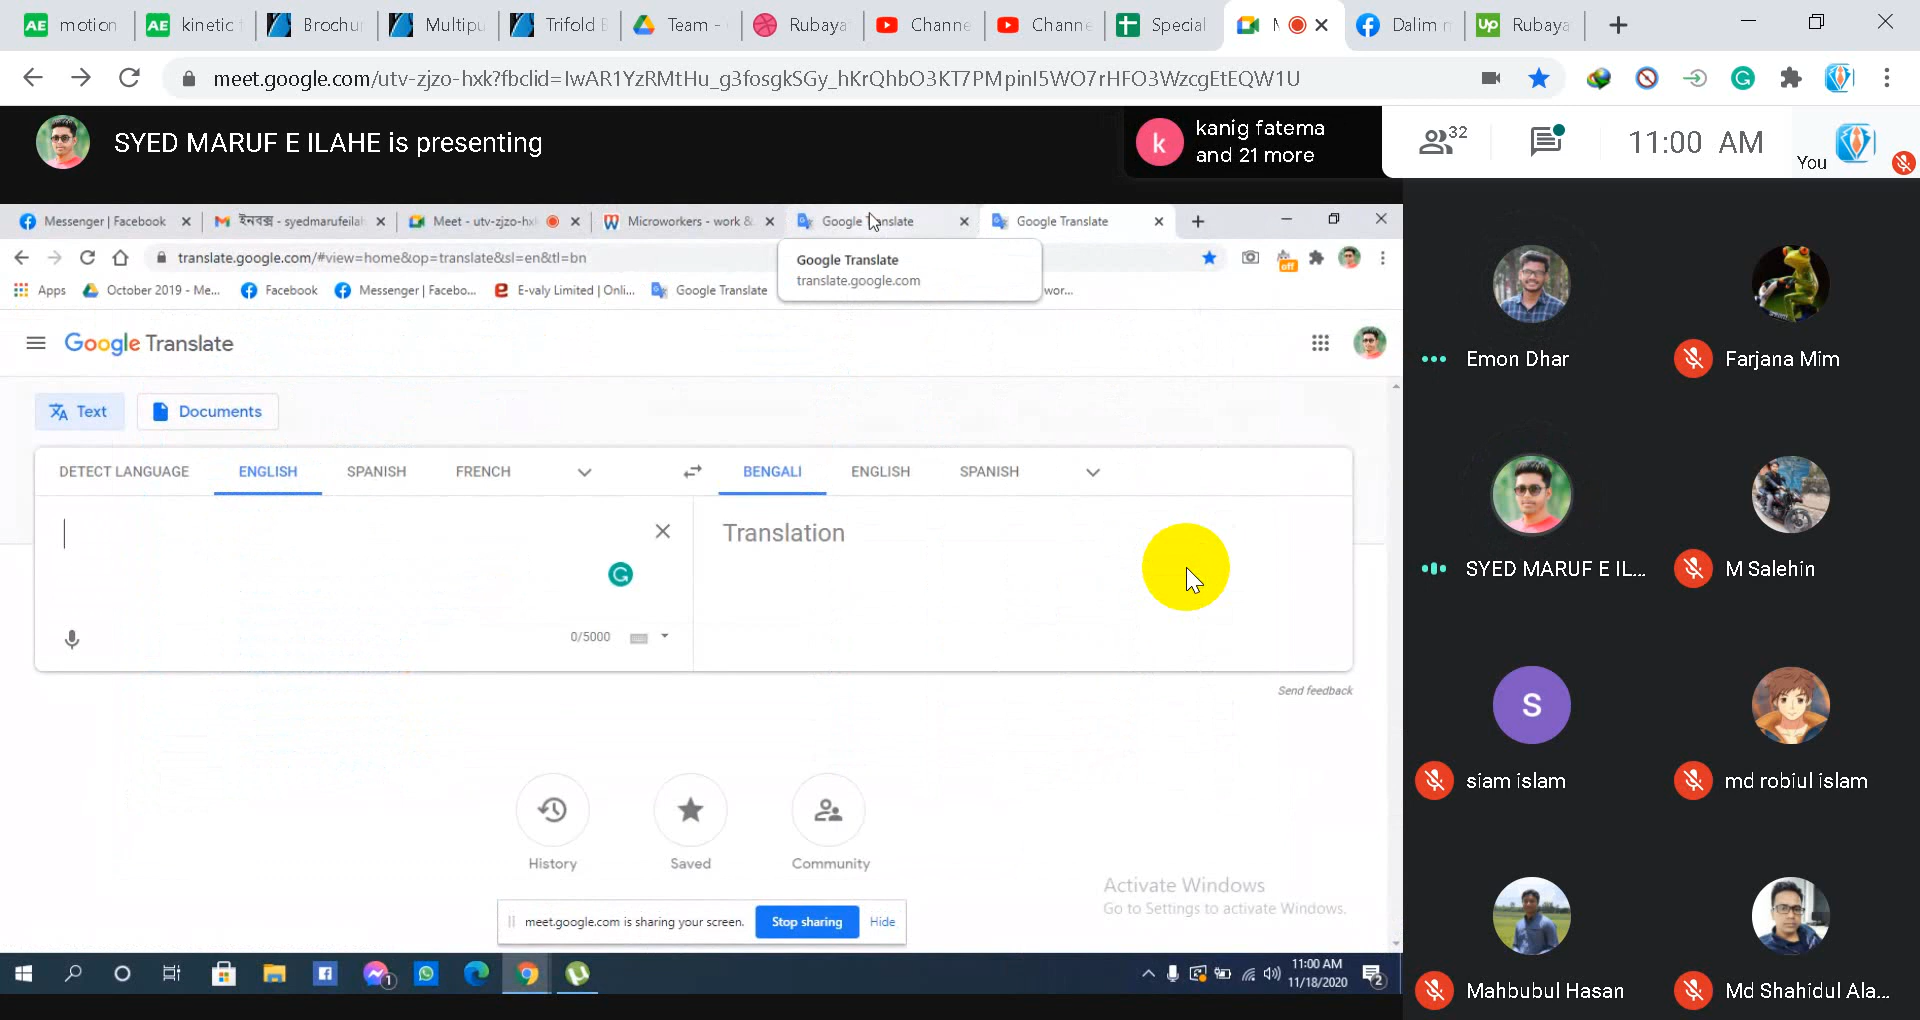 motion
kinetic
Brochur
Multipu
Trifold B
Team -
Rubaya
Channe
Channe
Special
Dalim n
Up
Rubaya
meet.google.com/utv-zjzo-hxk?fbclid=IwAR1YzRMtHu_g3fosgkSGy_hKrQhbO3KT7PMpinI5WO7rHFO3WzcgEtEQW1U
SYED MARUF E ILAHE is presenting
k
kanig fatema
and 21 more
32
11:00 AM
You
Messenger | Facebook
ইনবক্স - syedmarufeilah
Meet - utv-zjzo-hx
Microworkers - work &
Google Translate
Google Translate
translate.google.com/#view=home&op=translate&sl=en&tl=bn
off
Google Translate
translate.google.com
Apps
October 2019 - Me...
Facebook
Messenger | Facebo...
E-valy Limited | Onli...
Google Translate
wor...
Google Translate
Text
Documents
DETECT LANGUAGE
ENGLISH
SPANISH
FRENCH
BENGALI
ENGLISH
SPANISH
Translation
0/5000
Send feedback
History
Saved
Community
Activate Windows
Go to Settings to activate Windows.
meet.google.com is sharing your screen.
Stop sharing
Hide
1
11:00 AM
11/18/2020
2
Emon Dhar
Farjana Mim
SYED MARUF E IL...
M Salehin
S
siam islam
md robiul islam
Mahbubul Hasan
Md Shahidul Ala...